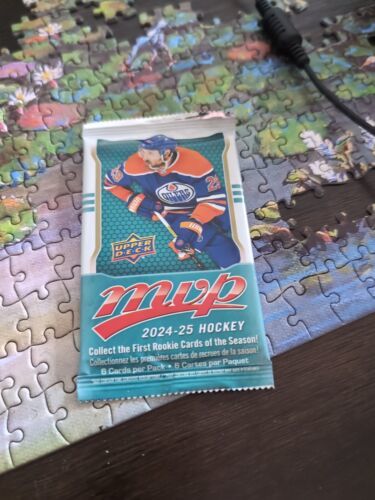 OILERS
29
UPPER
DECK
mvp
2024-25 HOCKEY
Collect the First Rookie Cards of the Season!
Collectionnez les premières cartes de recrues de la saison!
6 Cards per Pack • 6 Cartes par Paquet